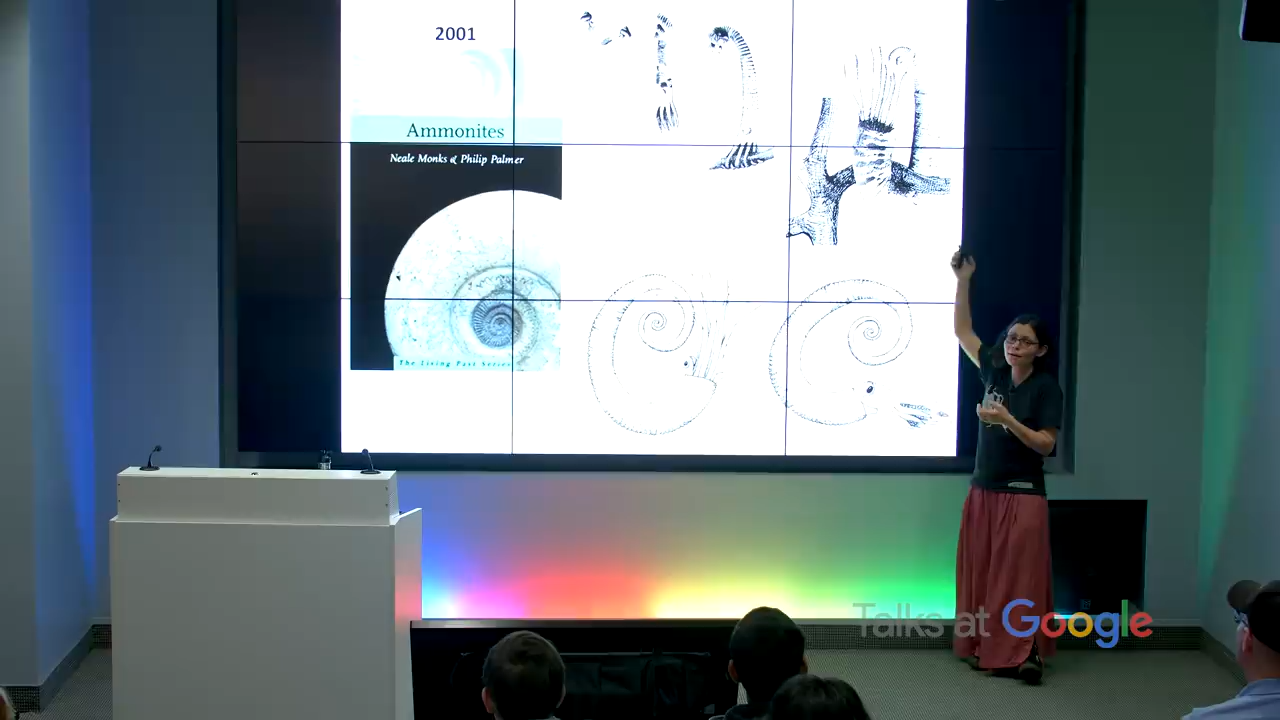 2001
Ammonites
Neale Monks & Philip Palmer
The Living Past Series
Talks at Google